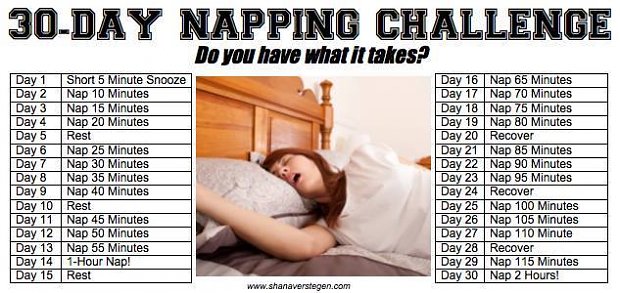 30-DAY NAPPING CHALLENGE
Do you have what it takes?
Day 1 Short 5 Minute Snooze
Day 2 Nap 10 Minutes
Day 3 Nap 15 Minutes
Day 4 Nap 20 Minutes
Day 5 Rest
Day 6 Nap 25 Minutes
Day 7 Nap 30 Minutes
Day 8 Nap 35 Minutes
Day 9 Nap 40 Minutes
Day 10 Rest
Day 11 Nap 45 Minutes
Day 12 Nap 50 Minutes
Day 13 Nap 55 Minutes
Day 14 1-Hour Nap!
Day 15 Rest
Day 16 Nap 65 Minutes
Day 17 Nap 70 Minutes
Day 18 Nap 75 Minutes
Day 19 Nap 80 Minutes
Day 20 Recover
Day 21 Nap 85 Minutes
Day 22 Nap 90 Minutes
Day 23 Nap 95 Minutes
Day 24 Recover
Day 25 Nap 100 Minutes
Day 26 Nap 105 Minutes
Day 27 Nap 110 Minute
Day 28 Recover
Day 29 Nap 115 Minutes
Day 30 Nap 2 Hours!
www.shanaverstegen.com